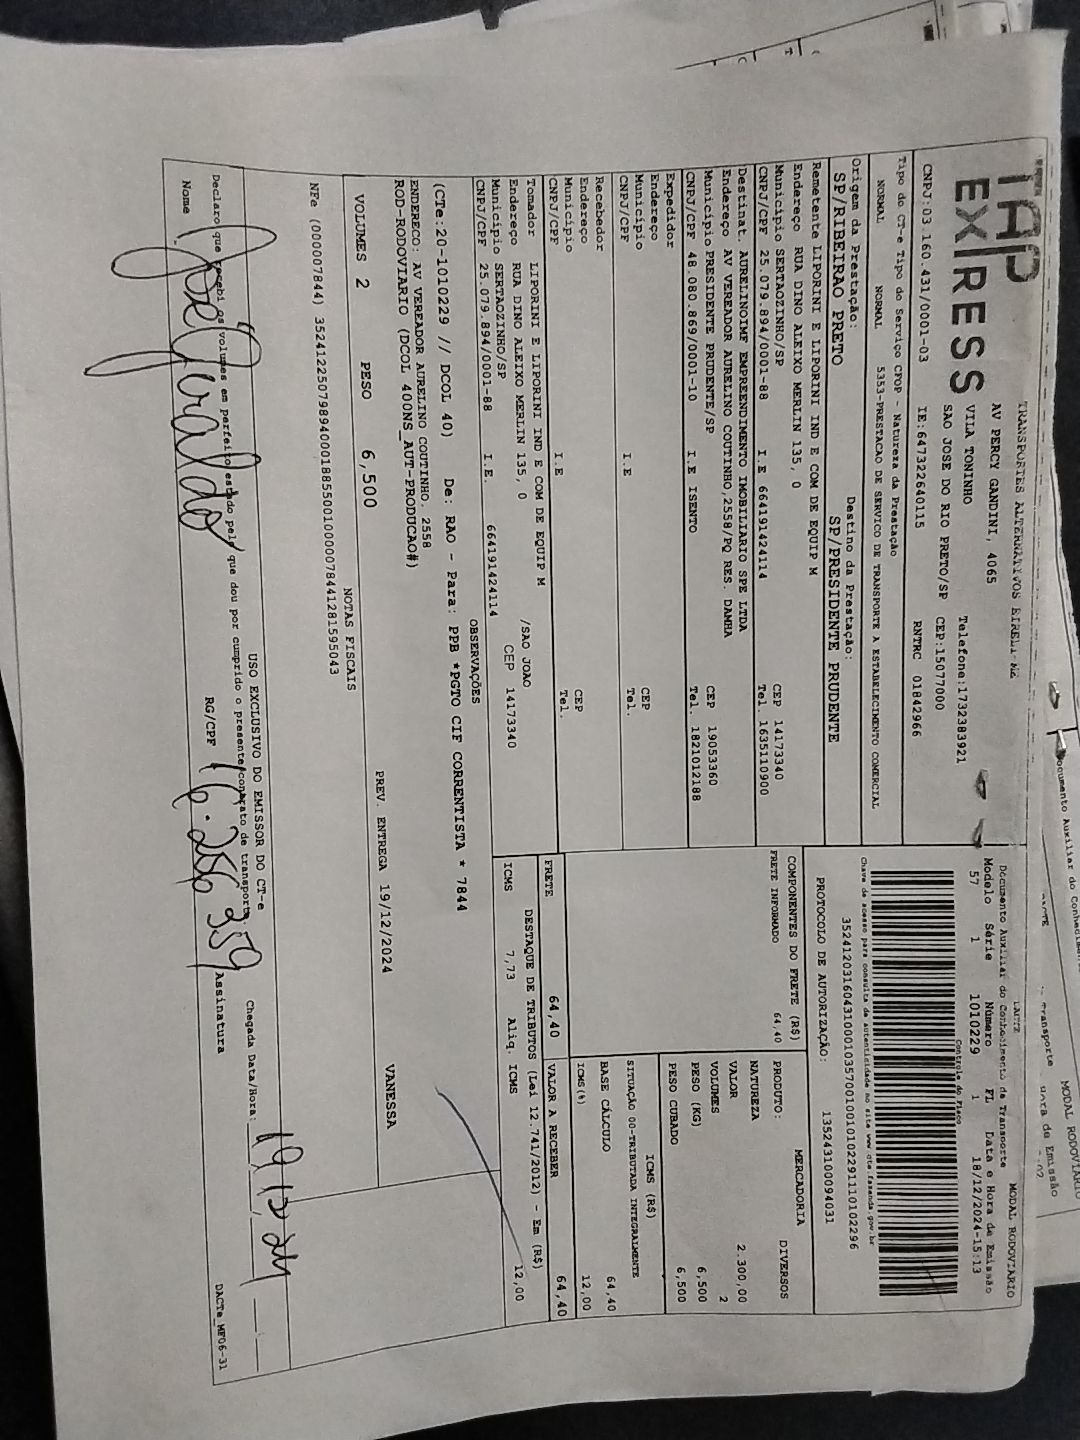 TAP
EXPRESS
TRANSPORTES ALTERNATIVOS EIRELI-ME
AV PERCY GANDINI, 4065
VILA TONINHO Telefone:1732383921
SAO JOSE DO RIO PRETO/SP CEP:15077000
CNPJ:03.160.431/0001-03 IE:647322640115 RNTRC 01842966
Tipo do CT-e Tipo do Serviço CFOP - Natureza da Prestação
NORMAL NORMAL 5353-PRESTACAO DE SERVICO DE TRANSPORTE A ESTABELECIMENTO COMERCIAL
Origem da Prestação: Destino da Prestação:
SP/RIBEIRAO PRETO SP/PRESIDENTE PRUDENTE
Remetente LIPORINI E LIPORINI IND E COM DE EQUIP M
Endereço RUA DINO ALEIXO MERLIN 135, 0
Município SERTAOZINHO/SP CEP 14173340
CNPJ/CPF 25.079.894/0001-88 I.E 664191424114 Tel. 1635110900
Destinat. AURELINOIMF EMPREENDIMENTO IMOBILIARIO SPE LTDA
Endereço AV VEREADOR AURELINO COUTINHO,2558/PQ RES. DAMHA
Município PRESIDENTE PRUDENTE/SP CEP 19053360
CNPJ/CPF 48.080.869/0001-10 I.E ISENTO Tel. 1821012188
Expedidor
Endereço
Município CEP
CNPJ/CPF I.E Tel.
Recebedor
Endereço
Município CEP
CNPJ/CPF I.E Tel.
Tomador LIPORINI E LIPORINI IND E COM DE EQUIP M
Endereço RUA DINO ALEIXO MERLIN 135, 0 /SAO JOAO
Município SERTAOZINHO/SP CEP 14173340
CNPJ/CPF 25.079.894/0001-88 I.E. 664191424114
Documento Auxiliar do Conhecimento de Transporte
MODAL RODOVIARIO
Modelo Série Número FL Data e Hora de Emissão
57 1 1010229 1 18/12/2024-15:13
Controle do Fisco
Chave de acesso para consulta de autenticidade no site www.cte.fazenda.gov.br
35241203160431000103570010010102291110102296
PROTOCOLO DE AUTORIZAÇÃO: 135243100094031
COMPONENTES DO FRETE (R$)
FRETE INFORMADO 64,40
PRODUTO: MERCADORIA
NATUREZA DIVERSOS
VALOR 2.300,00
VOLUMES 2
PESO (KG) 6,500
PESO CUBADO 6,500
ICMS (R$)
SITUAÇÃO 00-TRIBUTADA INTEGRALMENTE
BASE CÁLCULO 64,40
ICMS(%) 12,00
FRETE 64,40 VALOR A RECEBER 64,40
DESTAQUE DE TRIBUTOS (Lei 12.741/2012) - Em (R$)
ICMS 7,73 Aliq. ICMS 12,00
OBSERVAÇÕES
(CTe:20-1010229 // DCOL 40) De: RAO - Para: PPB *PGTO CIF CORRENTISTA * 7844
ENDERECO: AV VEREADOR AURELINO COUTINHO, 2558
ROD-RODOVIARIO (DCOL 400NS_AUT-PRODUCAO#)
VOLUMES 2 PESO 6,500 PREV. ENTREGA 19/12/2024 VANESSA
NOTAS FISCAIS
NFe (000007844) 35241225079894000188550010000078441281595043
USO EXCLUSIVO DO EMISSOR DO CT-e
Declaro que recebi os volumes em perfeito estado pelo que dou por cumprido o presente contrato de transporte.
Chegada Data/Hora: 19 12 24
Nome José Geraldo RG/CPF 16.256359 Assinatura
DACTe_MF06-31